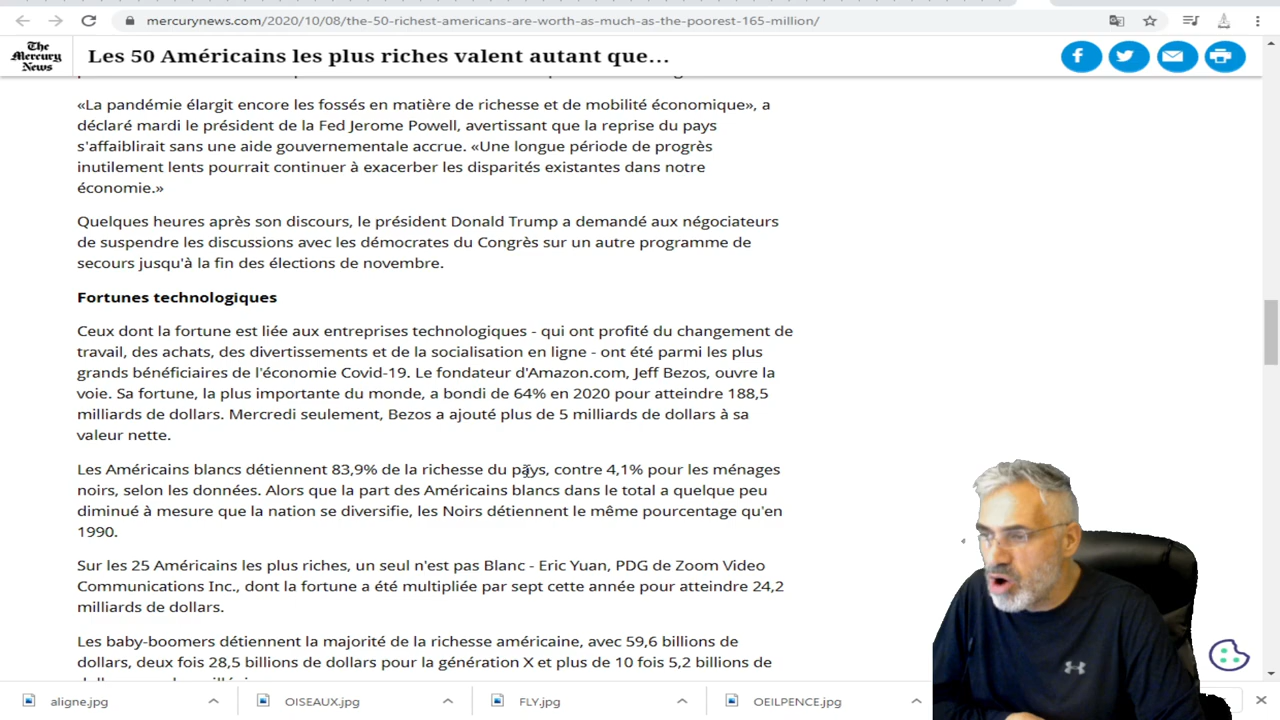 mercurynews.com/2020/10/08/the-50-richest-americans-are-worth-as-much-as-the-poorest-165-million/
The Mercury News
Les 50 Américains les plus riches valent autant que...
«La pandémie élargit encore les fossés en matière de richesse et de mobilité économique», a
déclaré mardi le président de la Fed Jerome Powell, avertissant que la reprise du pays
s'affaiblirait sans une aide gouvernementale accrue. «Une longue période de progrès
inutilement lents pourrait continuer à exacerber les disparités existantes dans notre
économie.»
Quelques heures après son discours, le président Donald Trump a demandé aux négociateurs
de suspendre les discussions avec les démocrates du Congrès sur un autre programme de
secours jusqu'à la fin des élections de novembre.
Fortunes technologiques
Ceux dont la fortune est liée aux entreprises technologiques - qui ont profité du changement de
travail, des achats, des divertissements et de la socialisation en ligne - ont été parmi les plus
grands bénéficiaires de l'économie Covid-19. Le fondateur d'Amazon.com, Jeff Bezos, ouvre la
voie. Sa fortune, la plus importante du monde, a bondi de 64% en 2020 pour atteindre 188,5
milliards de dollars. Mercredi seulement, Bezos a ajouté plus de 5 milliards de dollars à sa
valeur nette.
Les Américains blancs détiennent 83,9% de la richesse du pays, contre 4,1% pour les ménages
noirs, selon les données. Alors que la part des Américains blancs dans le total a quelque peu
diminué à mesure que la nation se diversifie, les Noirs détiennent le même pourcentage qu'en
1990.
Sur les 25 Américains les plus riches, un seul n'est pas Blanc - Eric Yuan, PDG de Zoom Video
Communications Inc., dont la fortune a été multipliée par sept cette année pour atteindre 24,2
milliards de dollars.
Les baby-boomers détiennent la majorité de la richesse américaine, avec 59,6 billions de
dollars, deux fois 28,5 billions de dollars pour la génération X et plus de 10 fois 5,2 billions de
aligne.jpg
OISEAUX.jpg
FLY.jpg
OEILPENCE.jpg